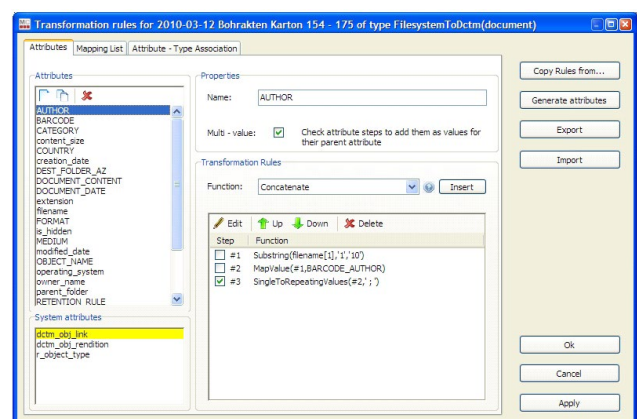 Transformation rules for 2010-03-12 Bohrakten Karton 154 - 175 of type FilesystemToDctm(document)
Attributes Mapping List Attribute - Type Association
Attributes
AUTHOR
BARCODE
CATEGORY
content_size
COUNTRY
creation_date
DEST_FOLDER_AZ
DOCUMENT_CONTENT
DOCUMENT_DATE
extension
filename
FORMAT
is_hidden
MEDIUM
modified_date
OBJECT_NAME
operating_system
owner_name
parent_folder
RETENTION_RULE
System attributes
dctm_obj_link
dctm_obj_rendition
r_object_type
Properties
Name: AUTHOR
Multi - value: Check attribute steps to add them as values for
their parent attribute
Transformation Rules
Function: Concatenate Insert
Edit Up Down Delete
Step Function
#1 Substring(filename[1],'1','10')
#2 MapValue(#1,BARCODE_AUTHOR)
#3 SingleToRepeatingValues(#2,' ; ')
Copy Rules from...
Generate attributes
Export
Import
Ok
Cancel
Apply